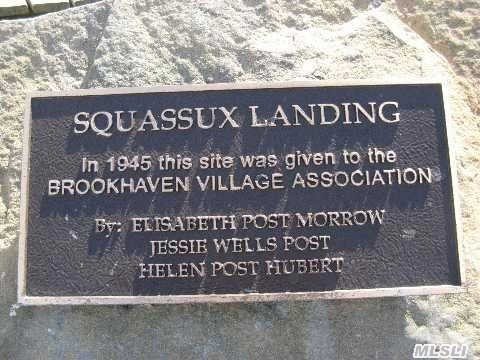 SQUASSUX LANDING
In 1945 this site was given to the
BROOKHAVEN VILLAGE ASSOCIATION
By: ELISABETH POST MORROW
JESSIE WELLS POST
HELEN POST HUBERT
MLSLI